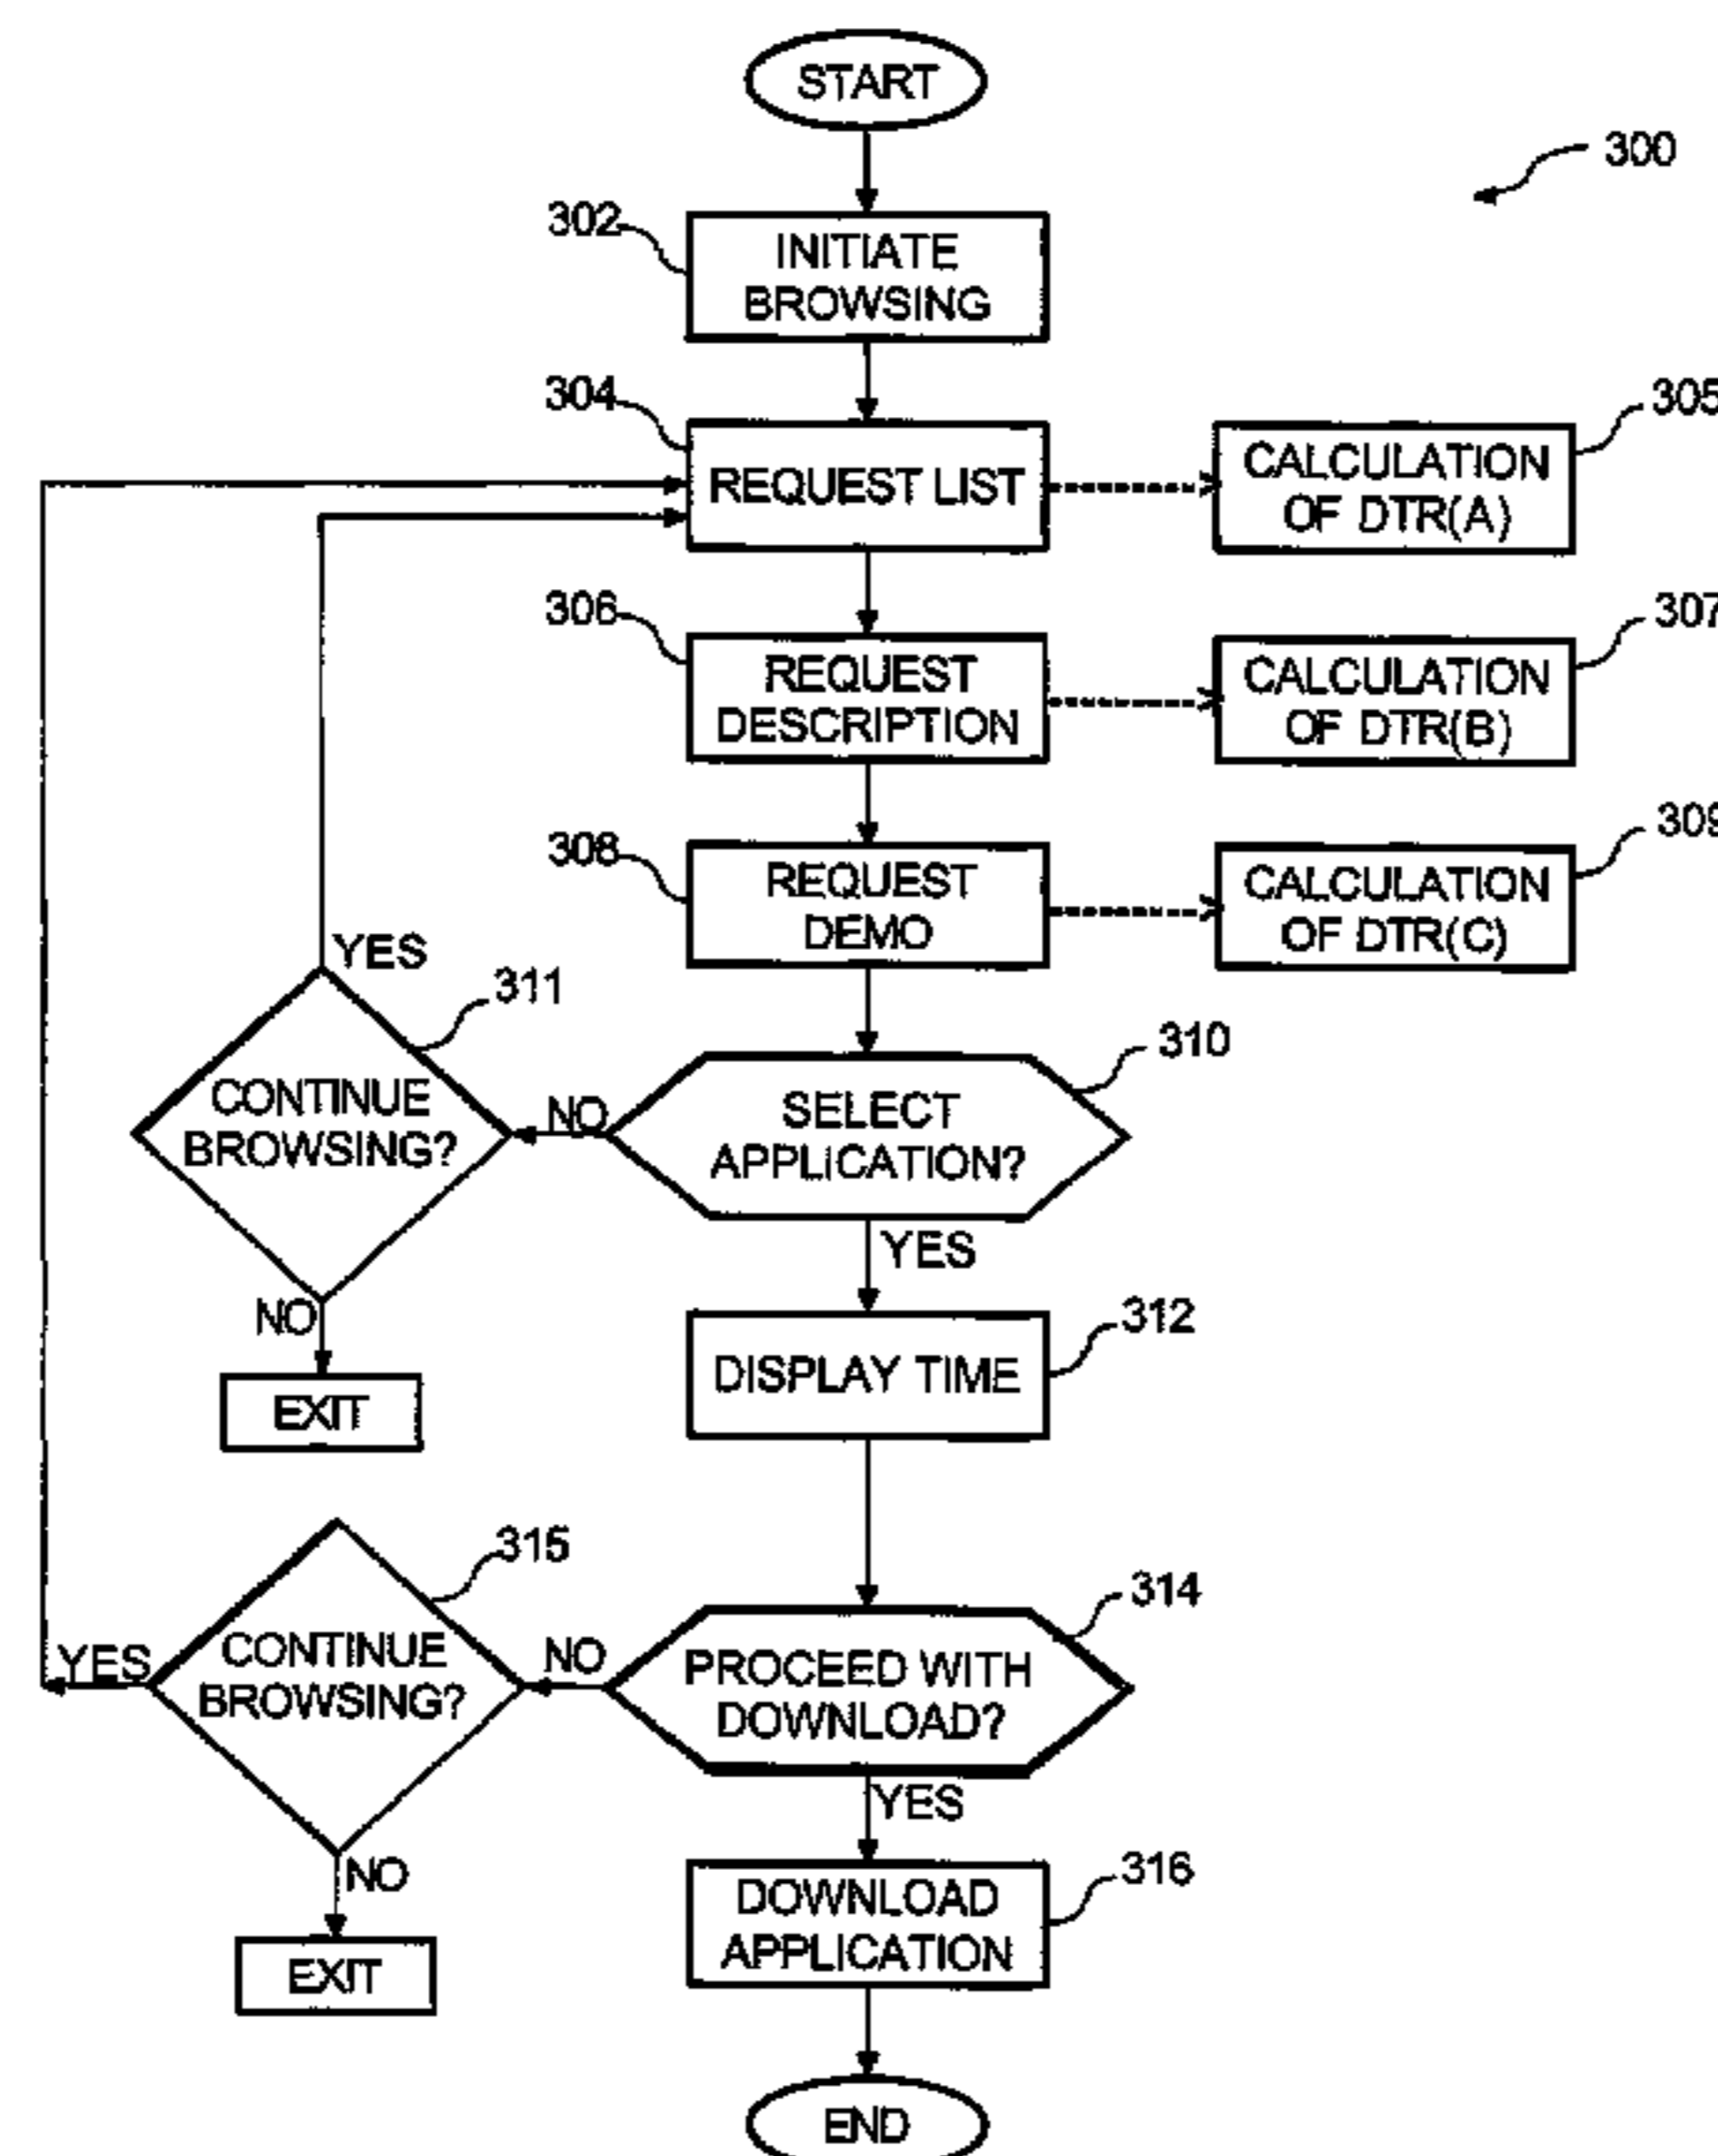 START
300
302
INITIATE
BROWSING
304
REQUEST LIST
305
CALCULATION
OF DTR(A)
306
REQUEST
DESCRIPTION
307
CALCULATION
OF DTR(B)
308
REQUEST
DEMO
309
CALCULATION
OF DTR(C)
YES
311
CONTINUE
BROWSING?
NO
310
SELECT
APPLICATION?
YES
NO
EXIT
312
DISPLAY TIME
315
CONTINUE
BROWSING?
YES
NO
314
PROCEED WITH
DOWNLOAD?
YES
NO
EXIT
316
DOWNLOAD
APPLICATION
END